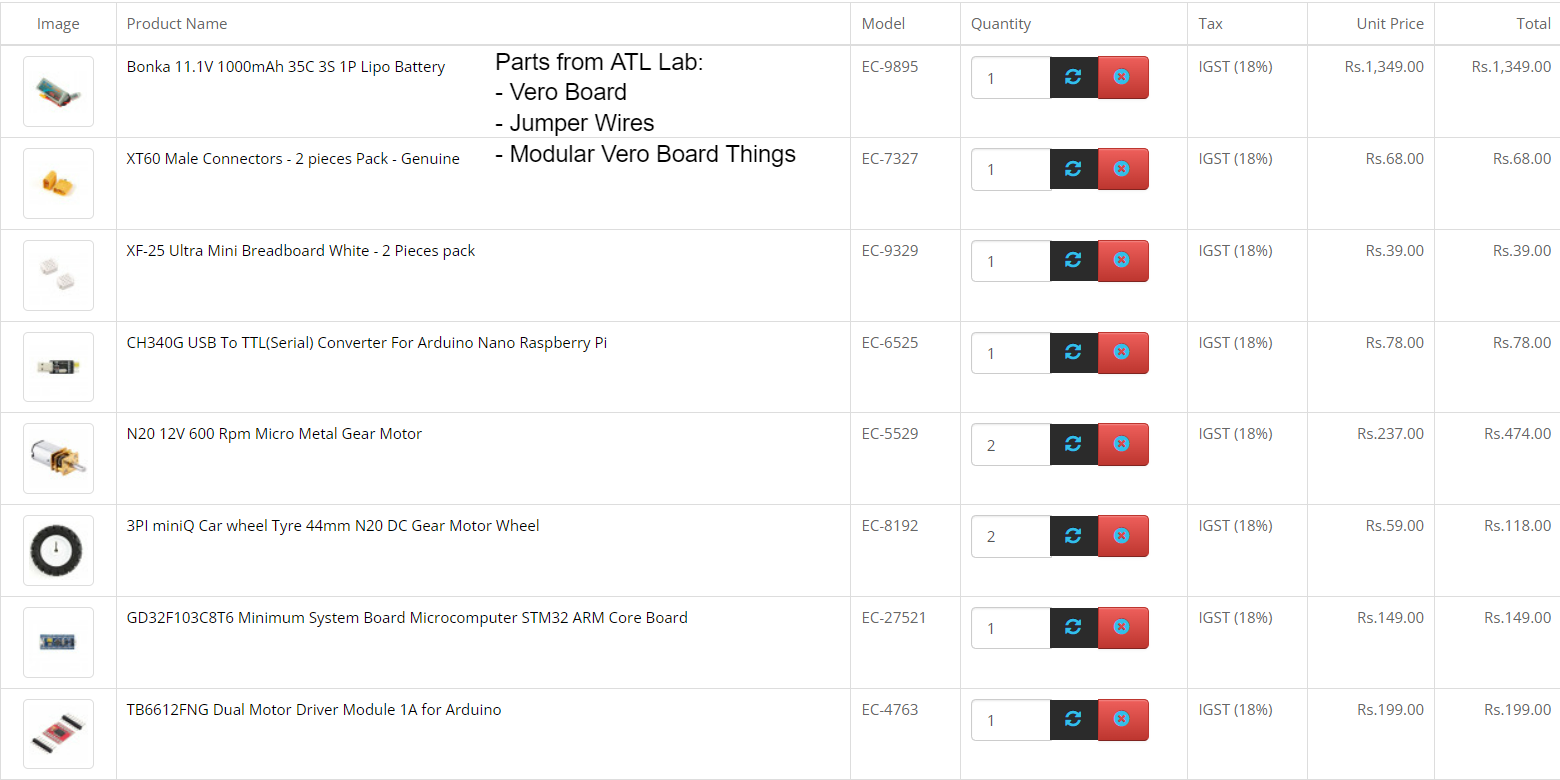 Image Product Name Model Quantity Tax Unit Price Total
Bonka 11.1V 1000mAh 35C 3S 1P Lipo Battery EC-9895 1 IGST (18%) Rs.1,349.00 Rs.1,349.00
Parts from ATL Lab:
- Vero Board
- Jumper Wires
- Modular Vero Board Things
XT60 Male Connectors - 2 pieces Pack - Genuine EC-7327 1 IGST (18%) Rs.68.00 Rs.68.00
XF-25 Ultra Mini Breadboard White - 2 Pieces pack EC-9329 1 IGST (18%) Rs.39.00 Rs.39.00
CH340G USB To TTL(Serial) Converter For Arduino Nano Raspberry Pi EC-6525 1 IGST (18%) Rs.78.00 Rs.78.00
N20 12V 600 Rpm Micro Metal Gear Motor EC-5529 2 IGST (18%) Rs.237.00 Rs.474.00
3PI miniQ Car wheel Tyre 44mm N20 DC Gear Motor Wheel EC-8192 2 IGST (18%) Rs.59.00 Rs.118.00
GD32F103C8T6 Minimum System Board Microcomputer STM32 ARM Core Board EC-27521 1 IGST (18%) Rs.149.00 Rs.149.00
TB6612FNG Dual Motor Driver Module 1A for Arduino EC-4763 1 IGST (18%) Rs.199.00 Rs.199.00